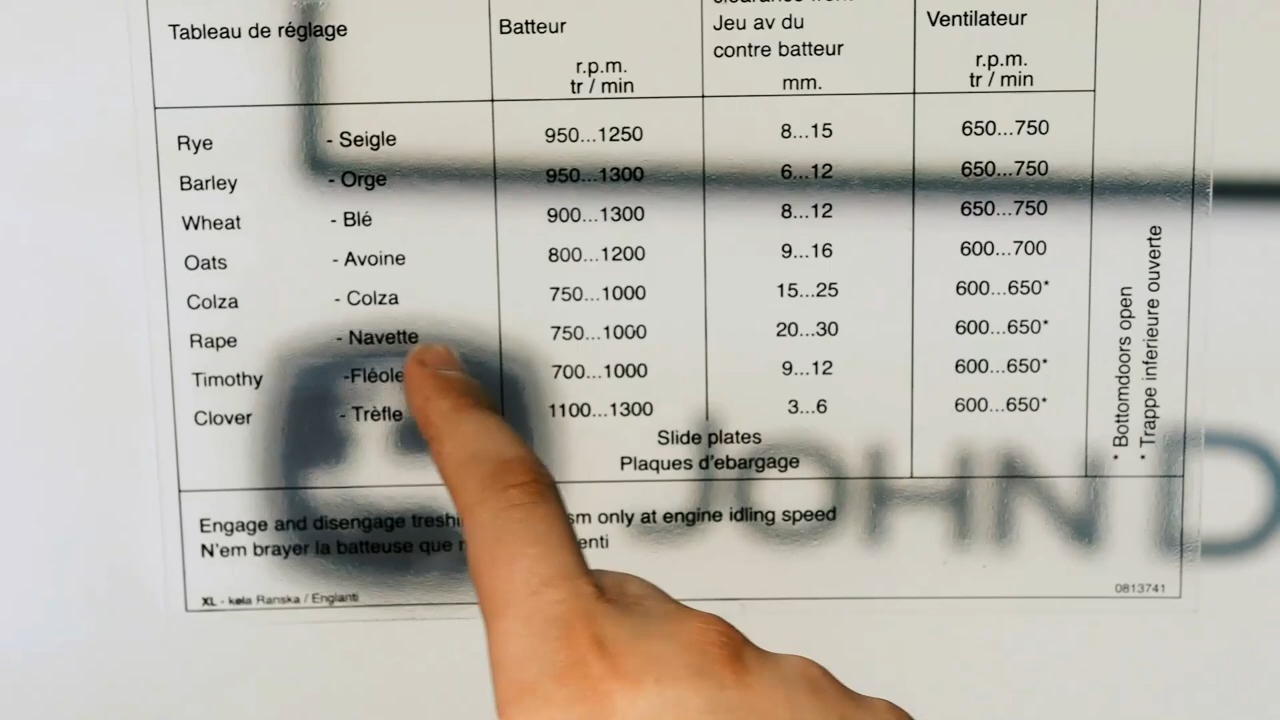 Tableau de réglage Batteur Jeu av du Ventilateur
contre batteur
r.p.m. r.p.m.
tr / min mm. tr / min
Rye - Seigle 950...1250 8...15 650...750
Barley - Orge 950...1300 6...12 650...750
Wheat - Blé 900...1300 8...12 650...750
Oats - Avoine 800...1200 9...16 600...700
Colza - Colza 750...1000 15...25 600...650*
Rape - Navette 750...1000 20...30 600...650*
Timothy -Fléole 700...1000 9...12 600...650*
Clover - Trèfle 1100...1300 3...6 600...650*
Slide plates
Plaques d'ebargage
* Bottomdoors open
* Trappe inferieure ouverte
Engage and disengage only at engine idling speed
N'em brayer la batteuse que
XL - kela Ranska / Englanti 0813741
JOHN D